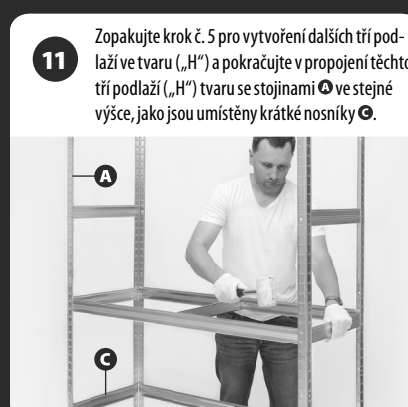 11
Zopakujte krok č. 5 pro vytvoření dalších tří pod-
laží ve tvaru („H“) a pokračujte v propojení těchto
tří podlaží („H“) tvaru se stojinami A ve stejné
výšce, jako jsou umístěny krátké nosníky C.
A
C